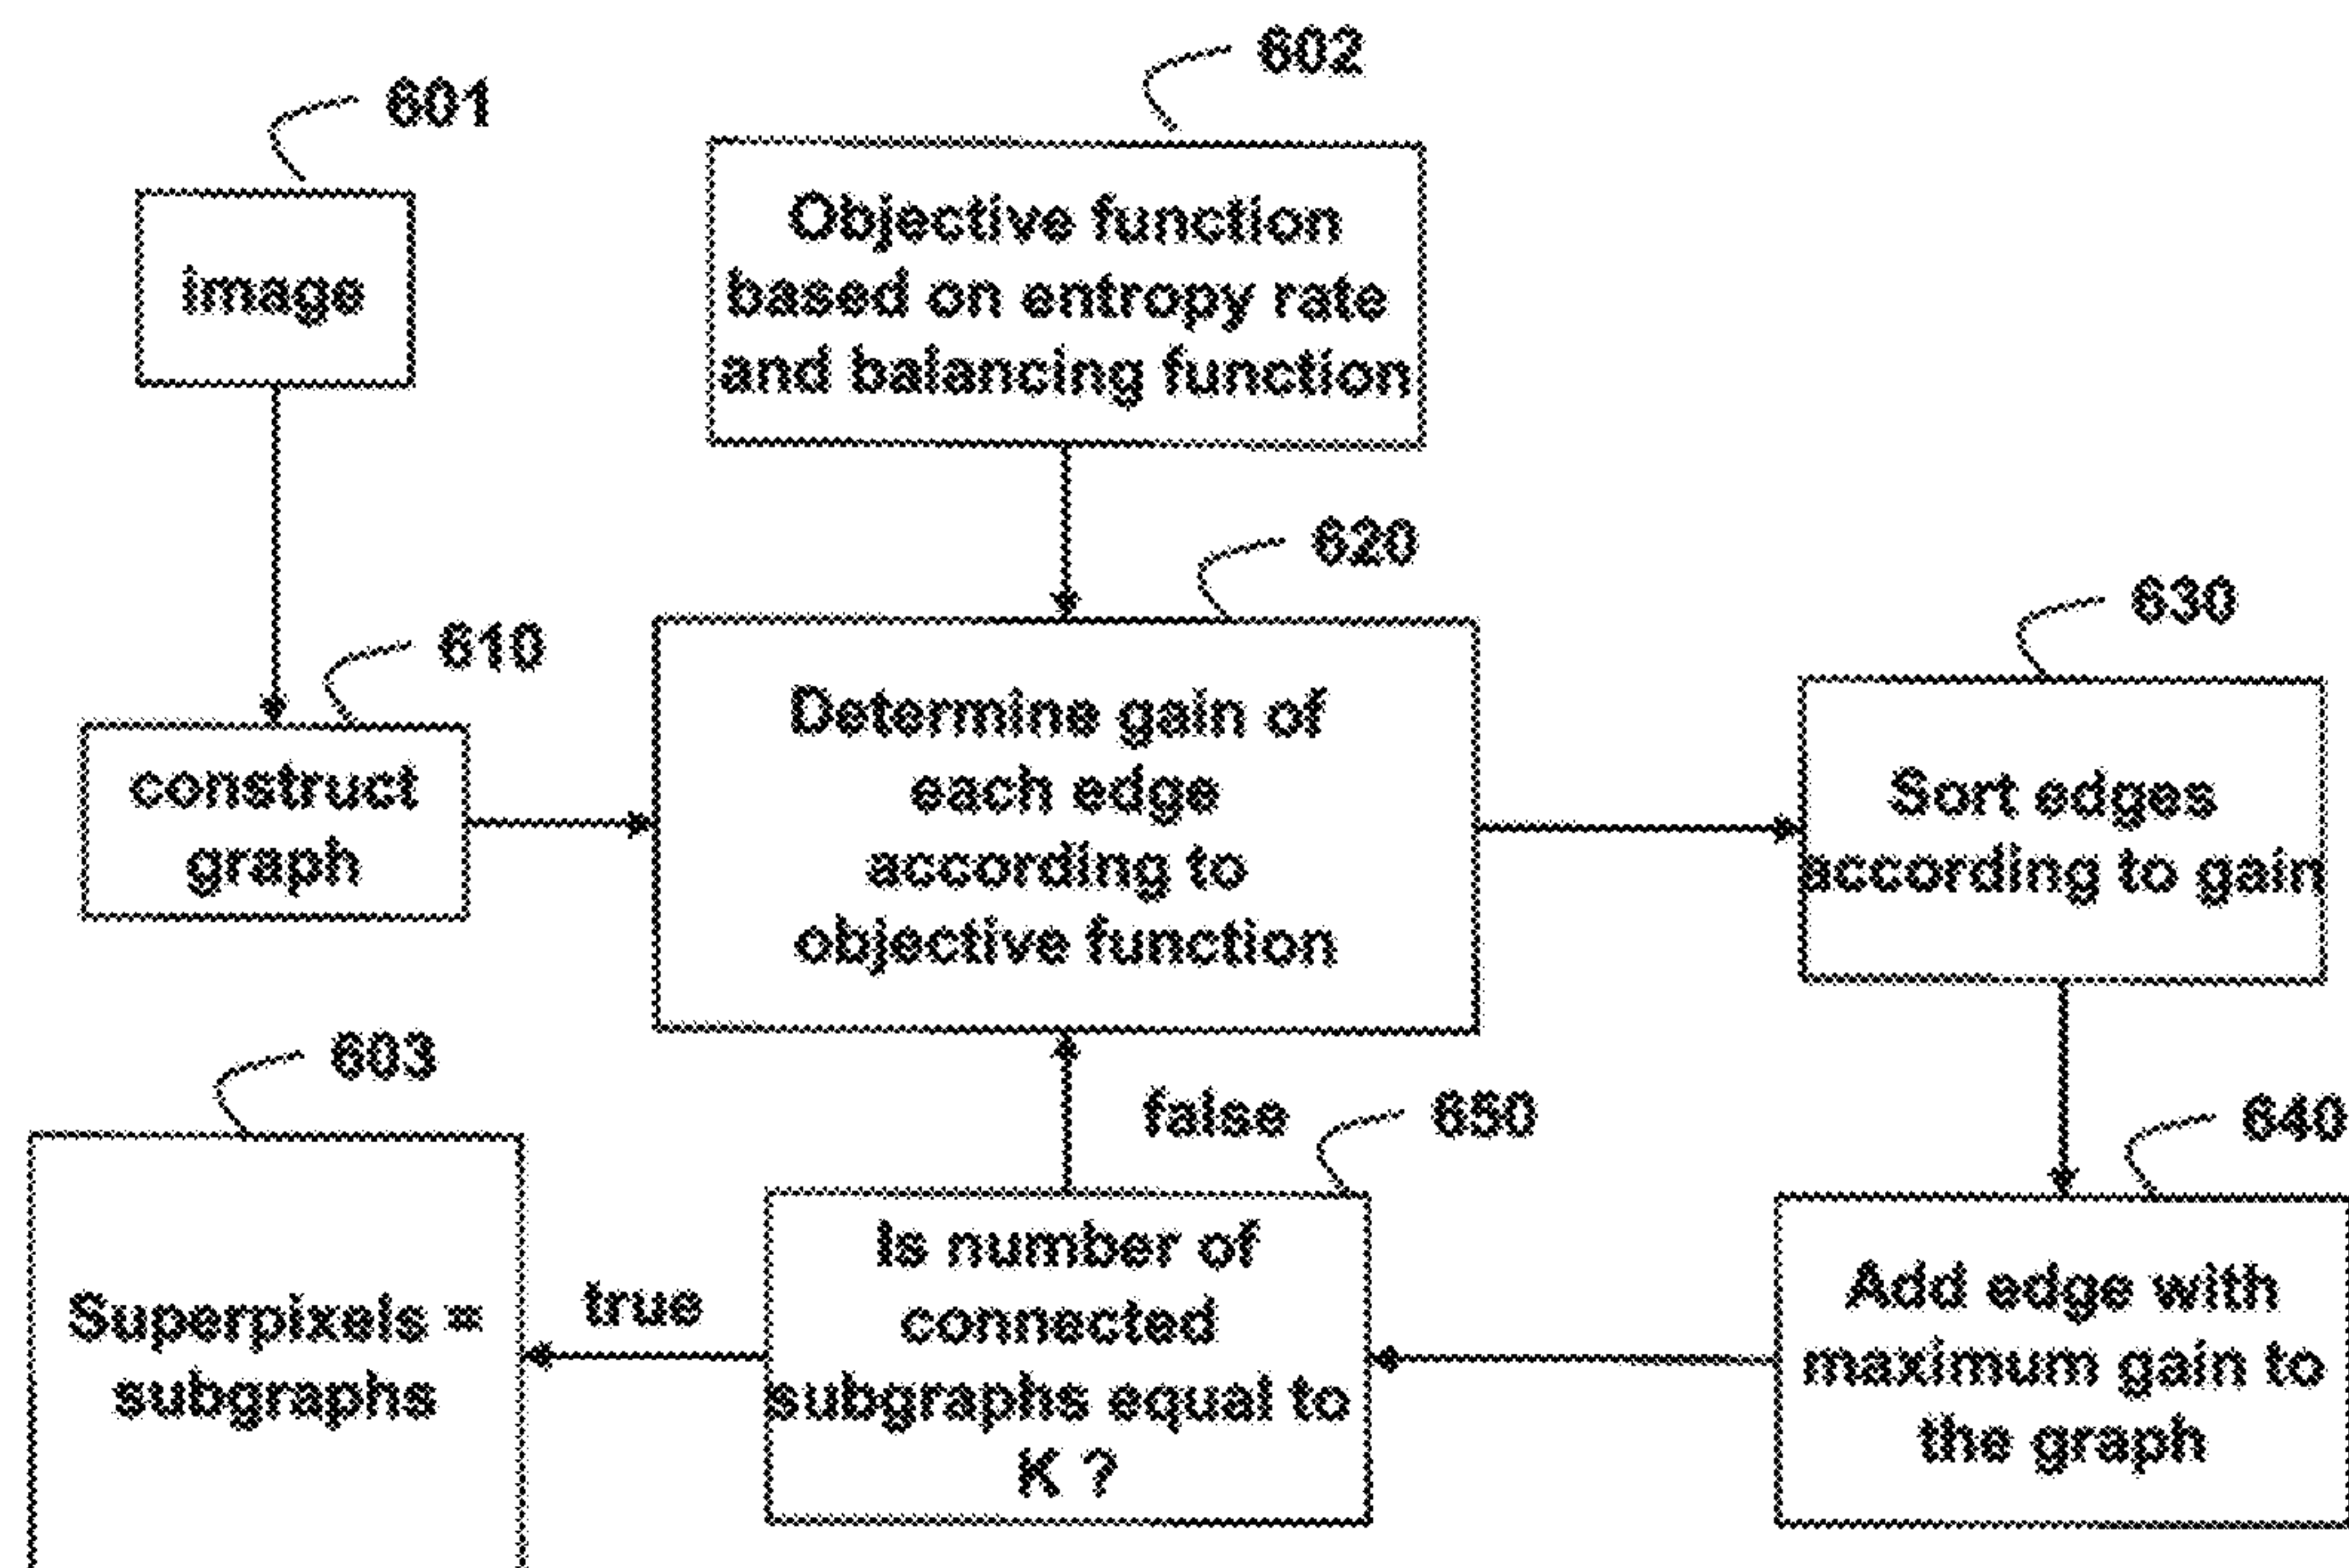 601
602
image
Objective function
based on entropy rate
and balancing function
610
620
630
construct
graph
Determine gain of
each edge
according to
objective function
Sort edges
according to gain
603
false
650
640
Superpixels =
subgraphs
true
Is number of
connected
subgraphs equal to
K ?
Add edge with
maximum gain to
the graph